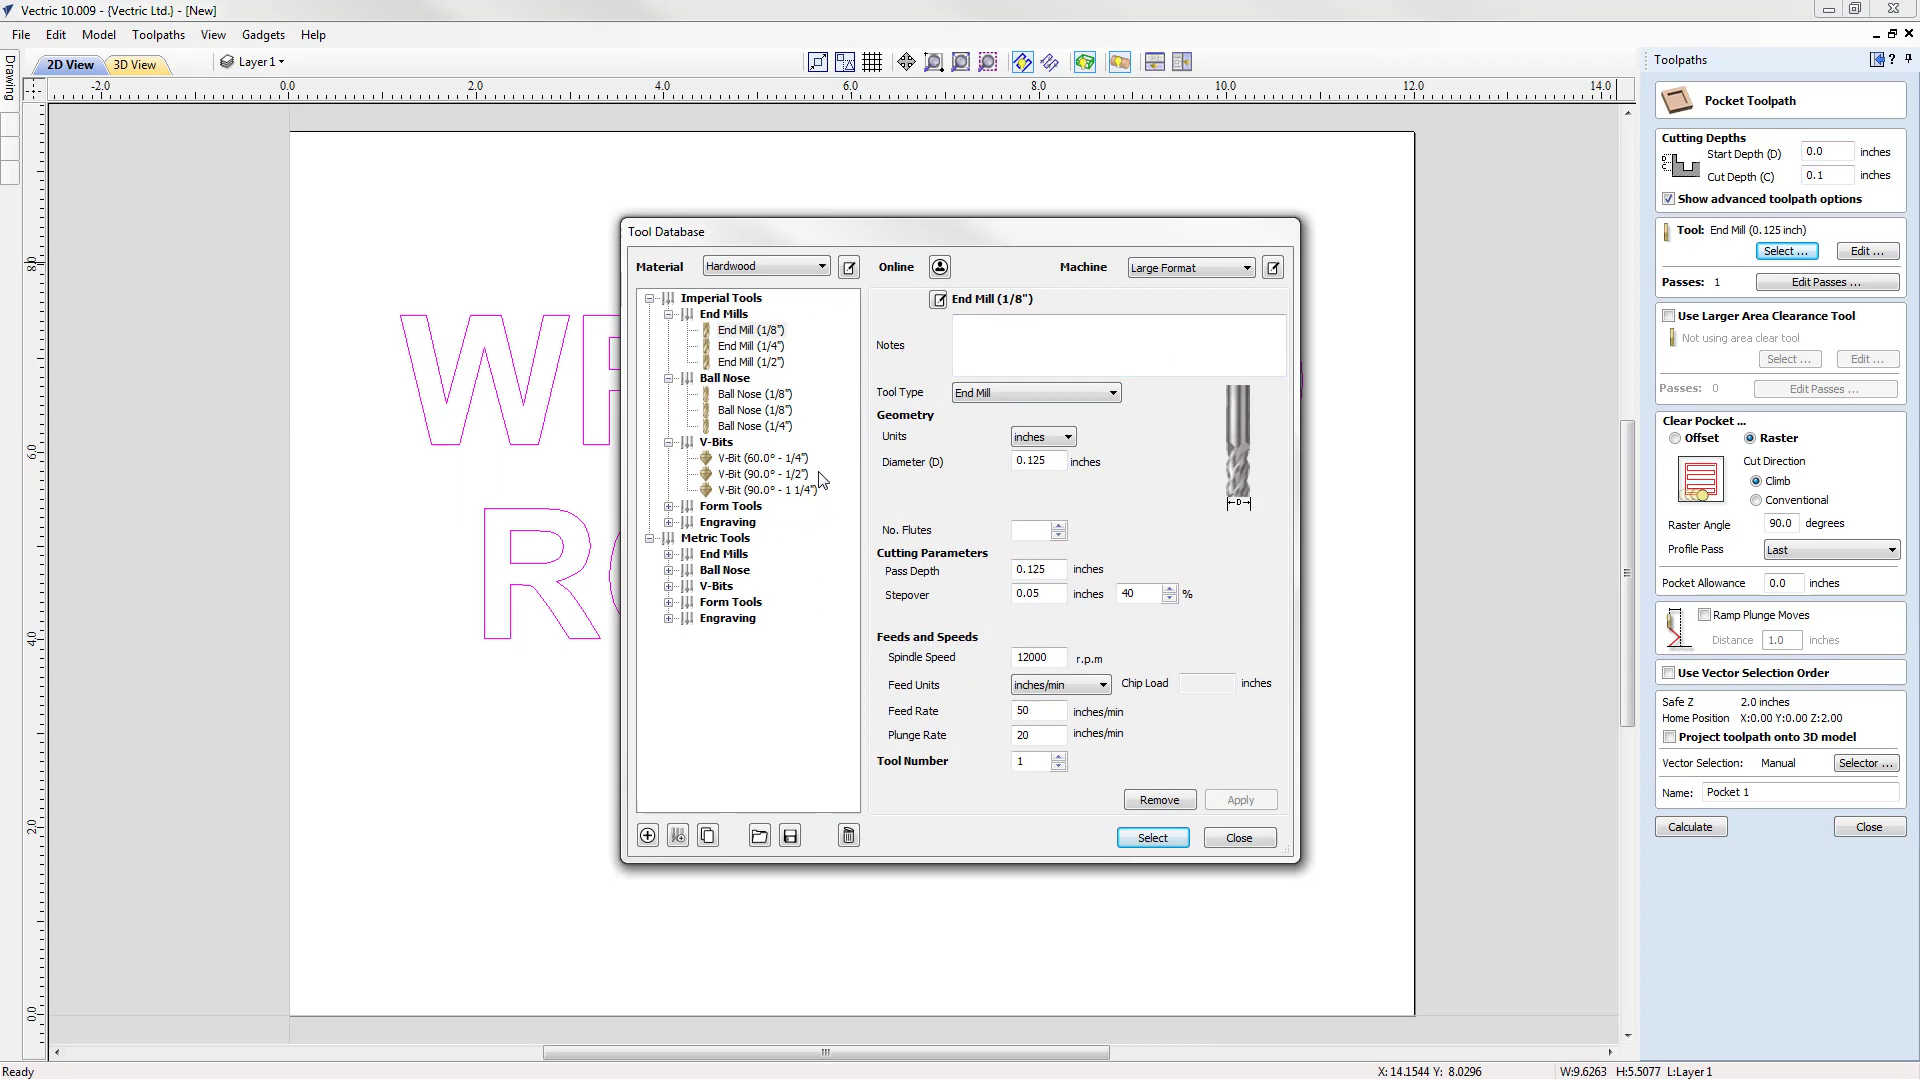 Vectric 10.009 - {Vectric Ltd.} - [New]
File Edit Model Toolpaths View Gadgets Help
Drawing
2D View 3D View Layer 1
-2.0 0.0 2.0 4.0 6.0 8.0 10.0 12.0 14.0
8.0
6.0
4.0
2.0
0.0
W
R
Tool Database
Material Hardwood Online Machine Large Format
Imperial Tools
End Mills
End Mill (1/8")
End Mill (1/4")
End Mill (1/2")
Ball Nose
Ball Nose (1/8")
Ball Nose (1/8")
Ball Nose (1/4")
V-Bits
V-Bit (60.0° - 1/4")
V-Bit (90.0° - 1/2")
V-Bit (90.0° - 1 1/4")
Form Tools
Engraving
Metric Tools
End Mills
Ball Nose
V-Bits
Form Tools
Engraving
End Mill (1/8")
Notes
Tool Type End Mill
Geometry
Units inches
Diameter (D) 0.125 inches
D
No. Flutes
Cutting Parameters
Pass Depth 0.125 inches
Stepover 0.05 inches 40 %
Feeds and Speeds
Spindle Speed 12000 r.p.m
Feed Units inches/min Chip Load inches
Feed Rate 50 inches/min
Plunge Rate 20 inches/min
Tool Number 1
Remove Apply
Select Close
Toolpaths
Pocket Toolpath
Cutting Depths
Start Depth (D) 0.0 inches
Cut Depth (C) 0.1 inches
Show advanced toolpath options
Tool: End Mill (0.125 inch)
Select ... Edit ...
Passes: 1 Edit Passes ...
Use Larger Area Clearance Tool
Not using area clear tool
Select ... Edit ...
Passes: 0 Edit Passes ...
Clear Pocket ...
Offset Raster
Cut Direction
Climb
Conventional
Raster Angle 90.0 degrees
Profile Pass Last
Pocket Allowance 0.0 inches
Ramp Plunge Moves
Distance 1.0 inches
Use Vector Selection Order
Safe Z 2.0 inches
Home Position X:0.00 Y:0.00 Z:2.00
Project toolpath onto 3D model
Vector Selection: Manual Selector ...
Name: Pocket 1
Calculate Close
Ready X: 14.1544 Y: 8.0296 W:9.6263 H:5.5077 L:Layer 1